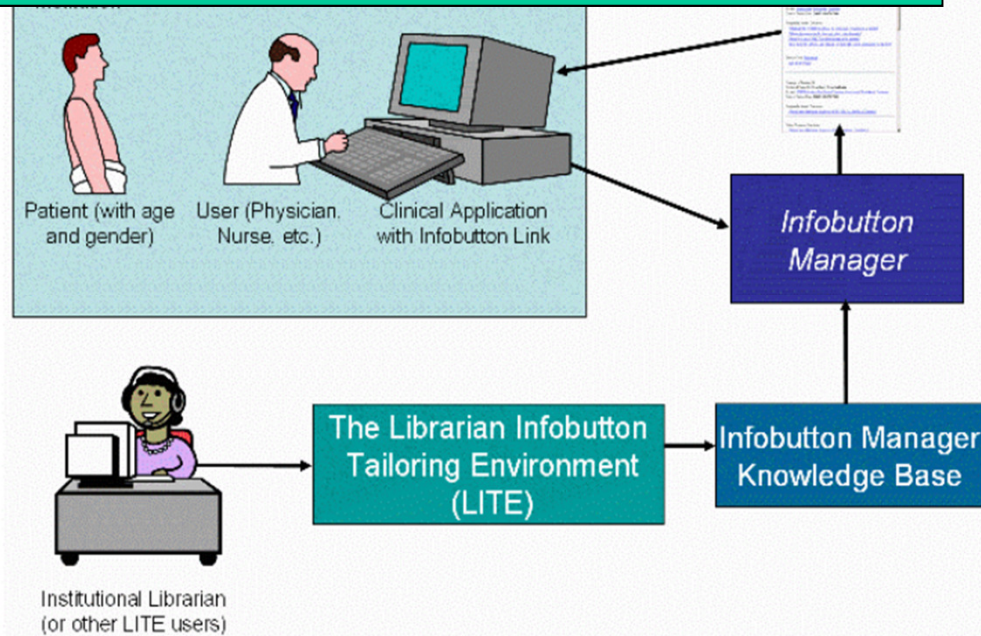 Patient (with age
and gender)
User (Physician,
Nurse, etc.)
Clinical Application
with Infobutton Link
Infobutton
Manager
The Librarian Infobutton
Tailoring Environment
(LITE)
Infobutton Manager
Knowledge Base
Institutional Librarian
(or other LITE users)